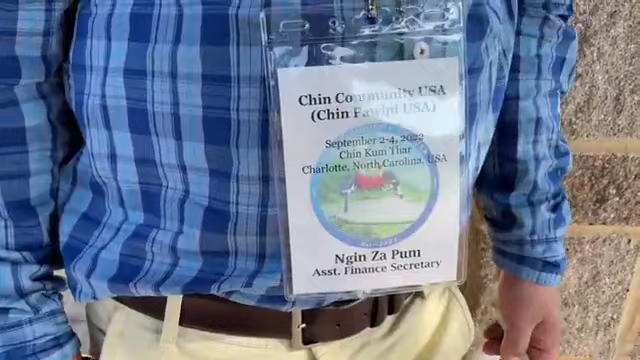 Chin Community USA
(Chin Pawlpi USA)
September 2-4, 2022
Chin Kum Thar
Charlotte, North Carolina, USA
Ngin Za Pum
Asst. Finance Secretary